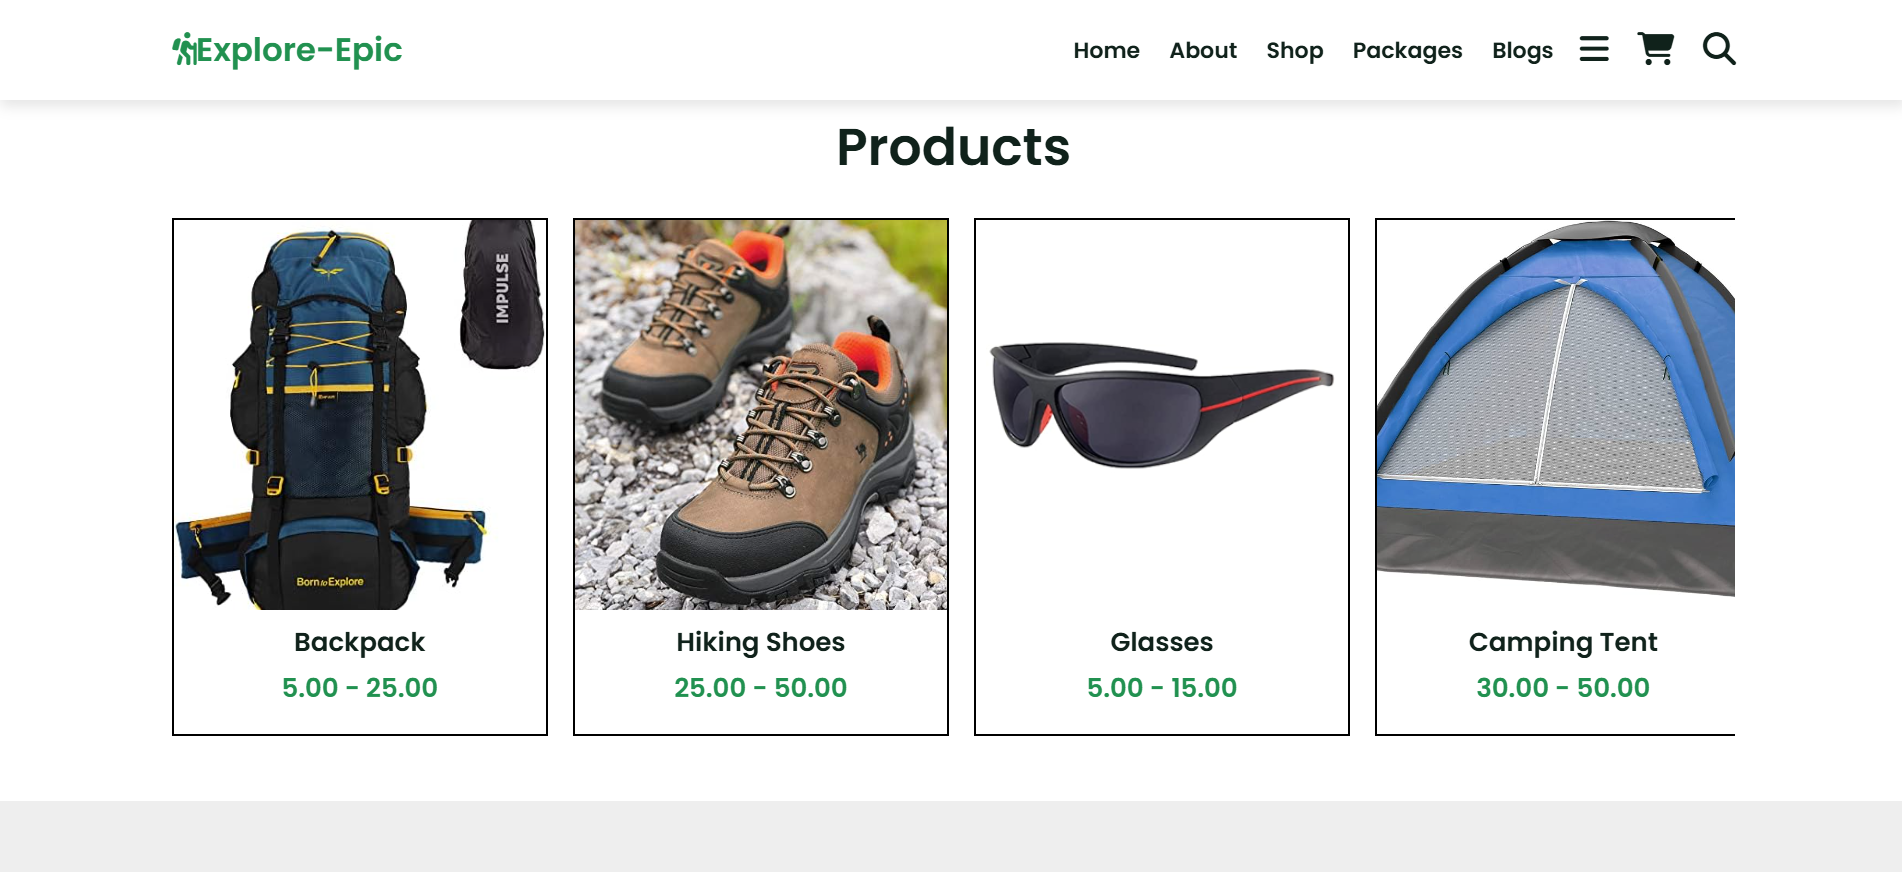 Explore-Epic
Home About Shop Packages Blogs
Products
IMPULSE
Born to Explore
Backpack
5.00 - 25.00
Hiking Shoes
25.00 - 50.00
Glasses
5.00 - 15.00
Camping Tent
30.00 - 50.00